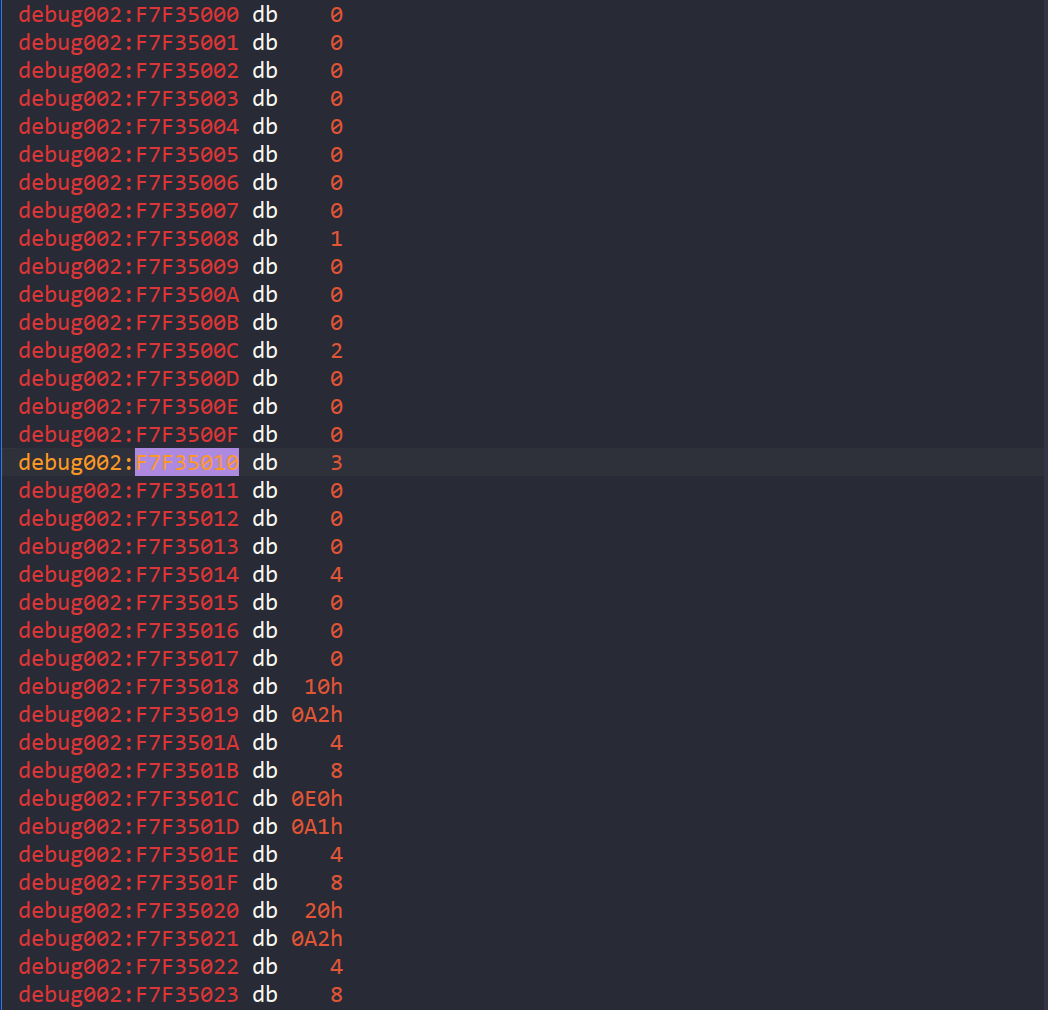 debug002:F7F35000 db 0
debug002:F7F35001 db 0
debug002:F7F35002 db 0
debug002:F7F35003 db 0
debug002:F7F35004 db 0
debug002:F7F35005 db 0
debug002:F7F35006 db 0
debug002:F7F35007 db 0
debug002:F7F35008 db 1
debug002:F7F35009 db 0
debug002:F7F3500A db 0
debug002:F7F3500B db 0
debug002:F7F3500C db 2
debug002:F7F3500D db 0
debug002:F7F3500E db 0
debug002:F7F3500F db 0
debug002:F7F35010 db 3
debug002:F7F35011 db 0
debug002:F7F35012 db 0
debug002:F7F35013 db 0
debug002:F7F35014 db 4
debug002:F7F35015 db 0
debug002:F7F35016 db 0
debug002:F7F35017 db 0
debug002:F7F35018 db 10h
debug002:F7F35019 db 0A2h
debug002:F7F3501A db 4
debug002:F7F3501B db 8
debug002:F7F3501C db 0E0h
debug002:F7F3501D db 0A1h
debug002:F7F3501E db 4
debug002:F7F3501F db 8
debug002:F7F35020 db 20h
debug002:F7F35021 db 0A2h
debug002:F7F35022 db 4
debug002:F7F35023 db 8